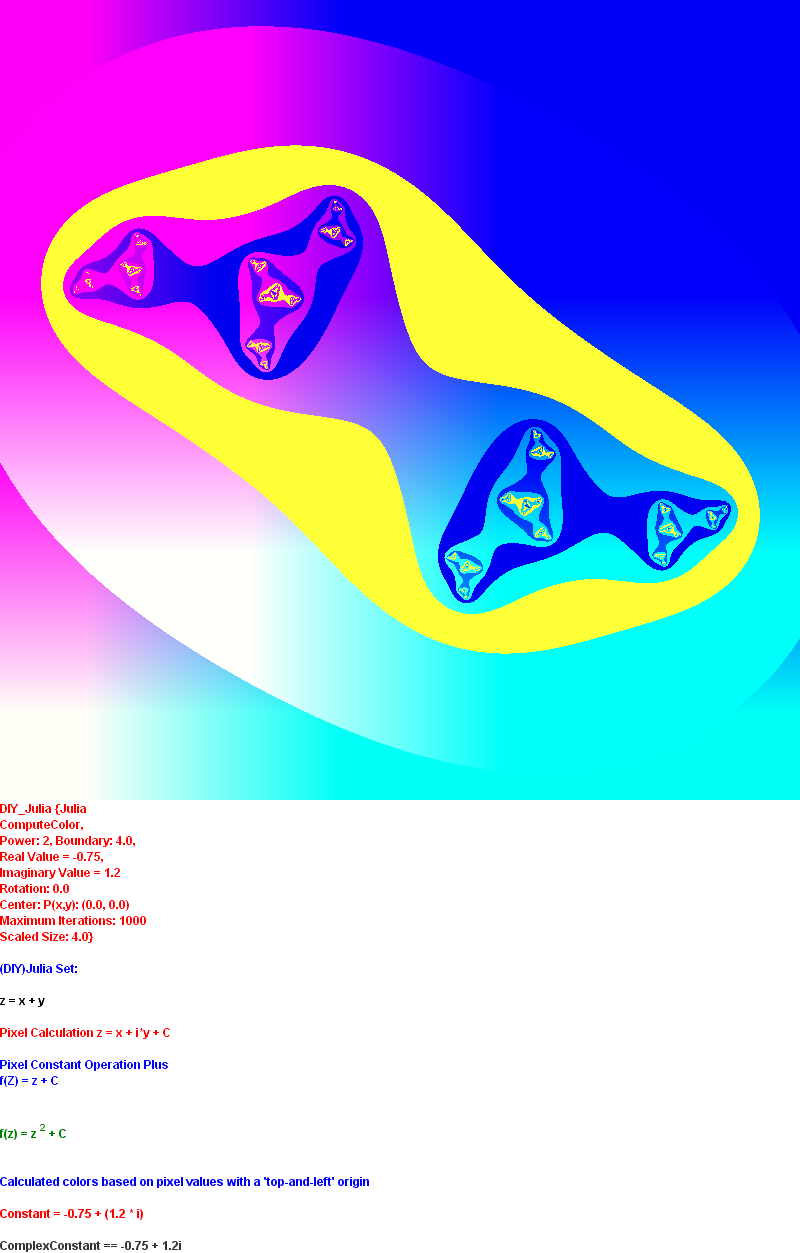 DIY_Julia {Julia
ComputeColor,
Power: 2, Boundary: 4.0,
Real Value = -0.75,
Imaginary Value = 1.2
Rotation: 0.0
Center: P(x,y): (0.0, 0.0)
Maximum Iterations: 1000
Scaled Size: 4.0}
(DIY)Julia Set:
z = x + y
Pixel Calculation z = x + i*y + C
Pixel Constant Operation Plus
f(Z) = z + C
f(z) = z 2 + C
Calculated colors based on pixel values with a 'top-and-left' origin
Constant = -0.75 + (1.2 * i)
ComplexConstant == -0.75 + 1.2i